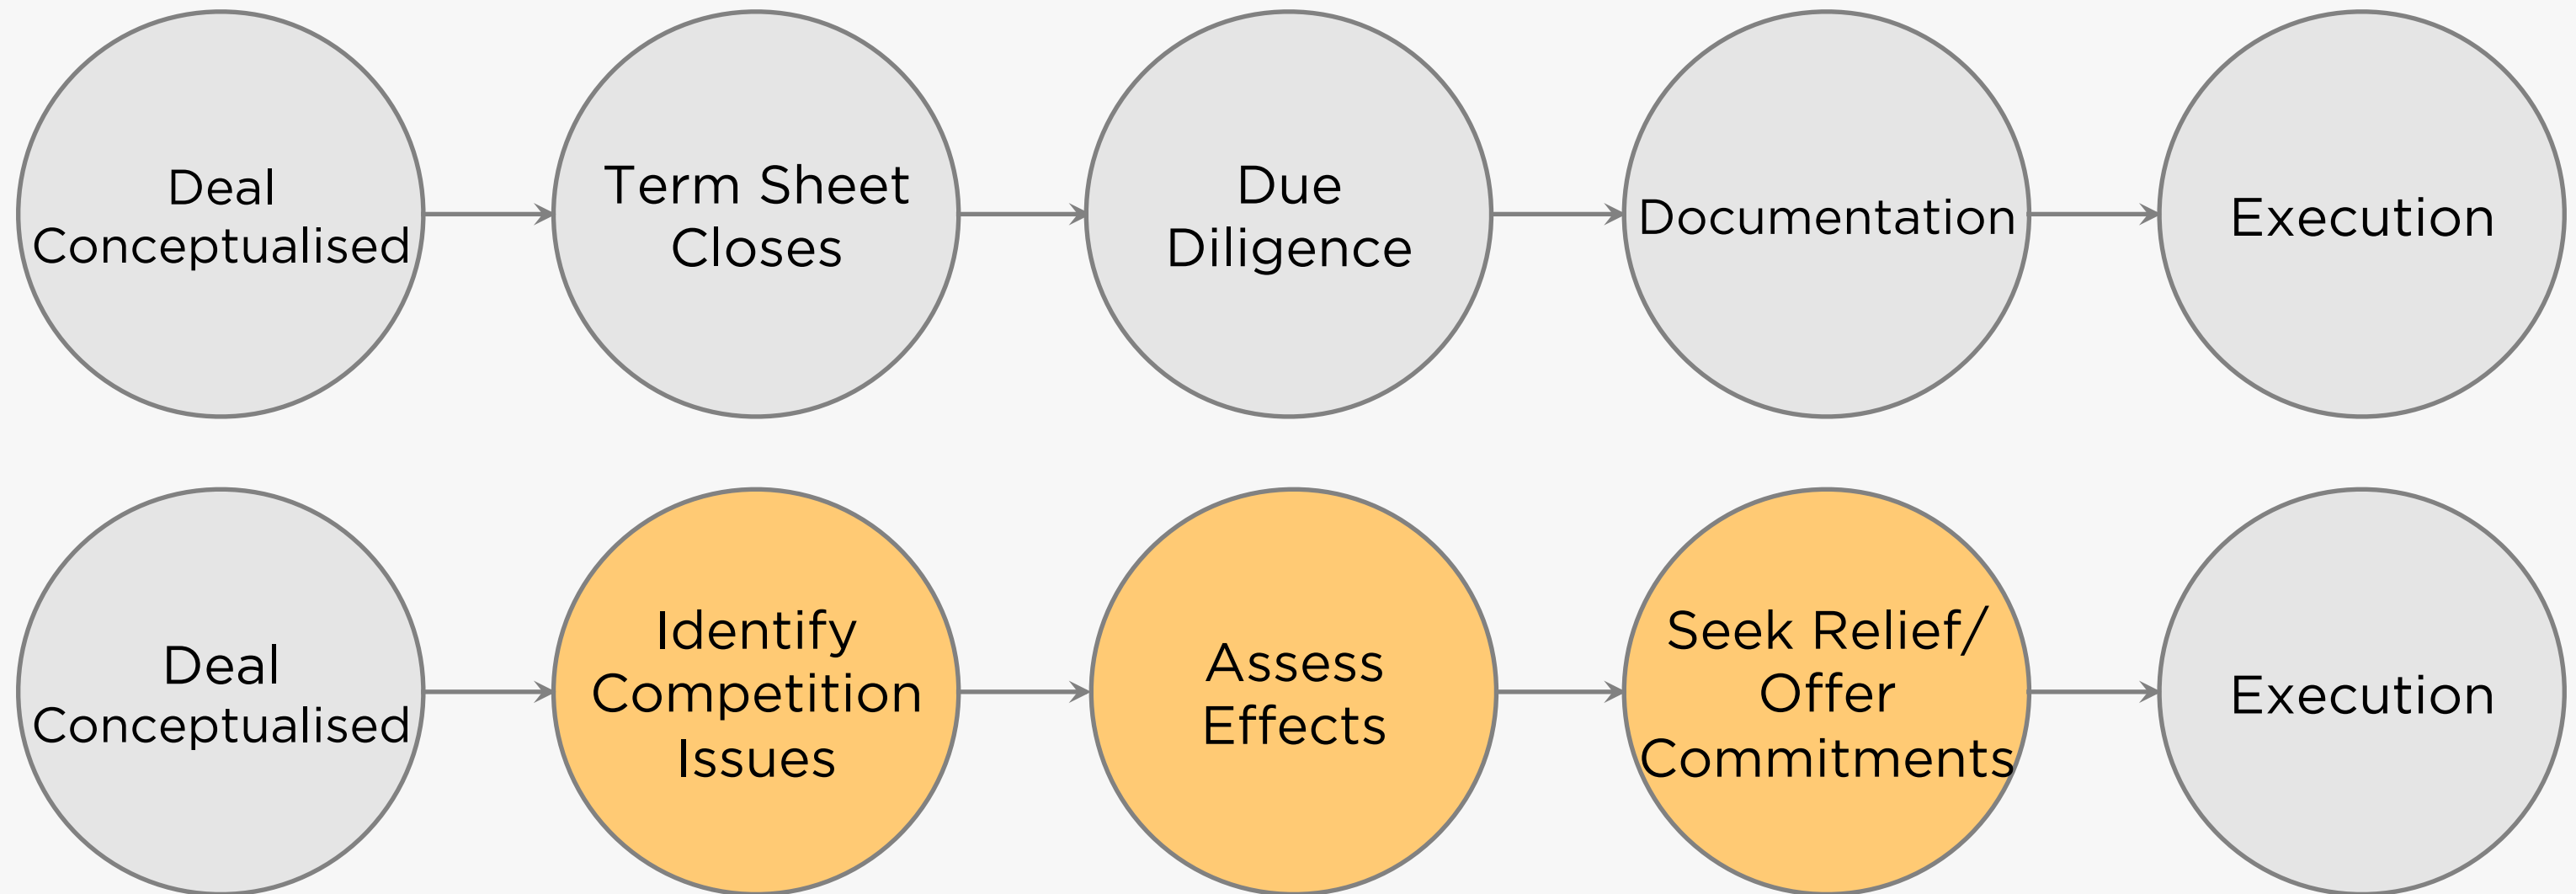 Deal
Conceptualised
Term Sheet
Closes
Due
Diligence
Documentation
Execution
Deal
Conceptualised
Identify
Competition
Issues
Assess
Effects
Seek Relief/
Offer
Commitments
Execution